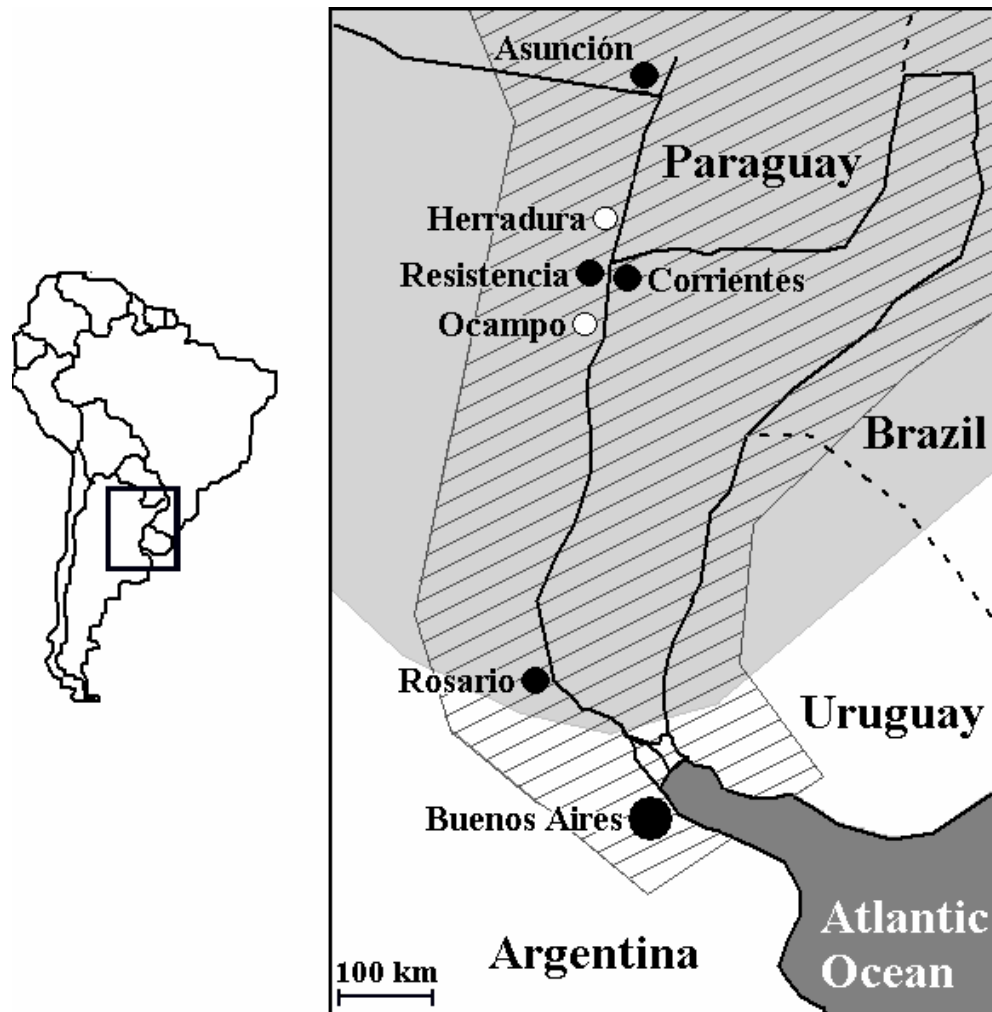 Asunción
Paraguay
Herradura
Resistencia
Corrientes
Ocampo
Brazil
Rosario
Uruguay
Buenos Aires
Atlantic
Ocean
Argentina
100 km